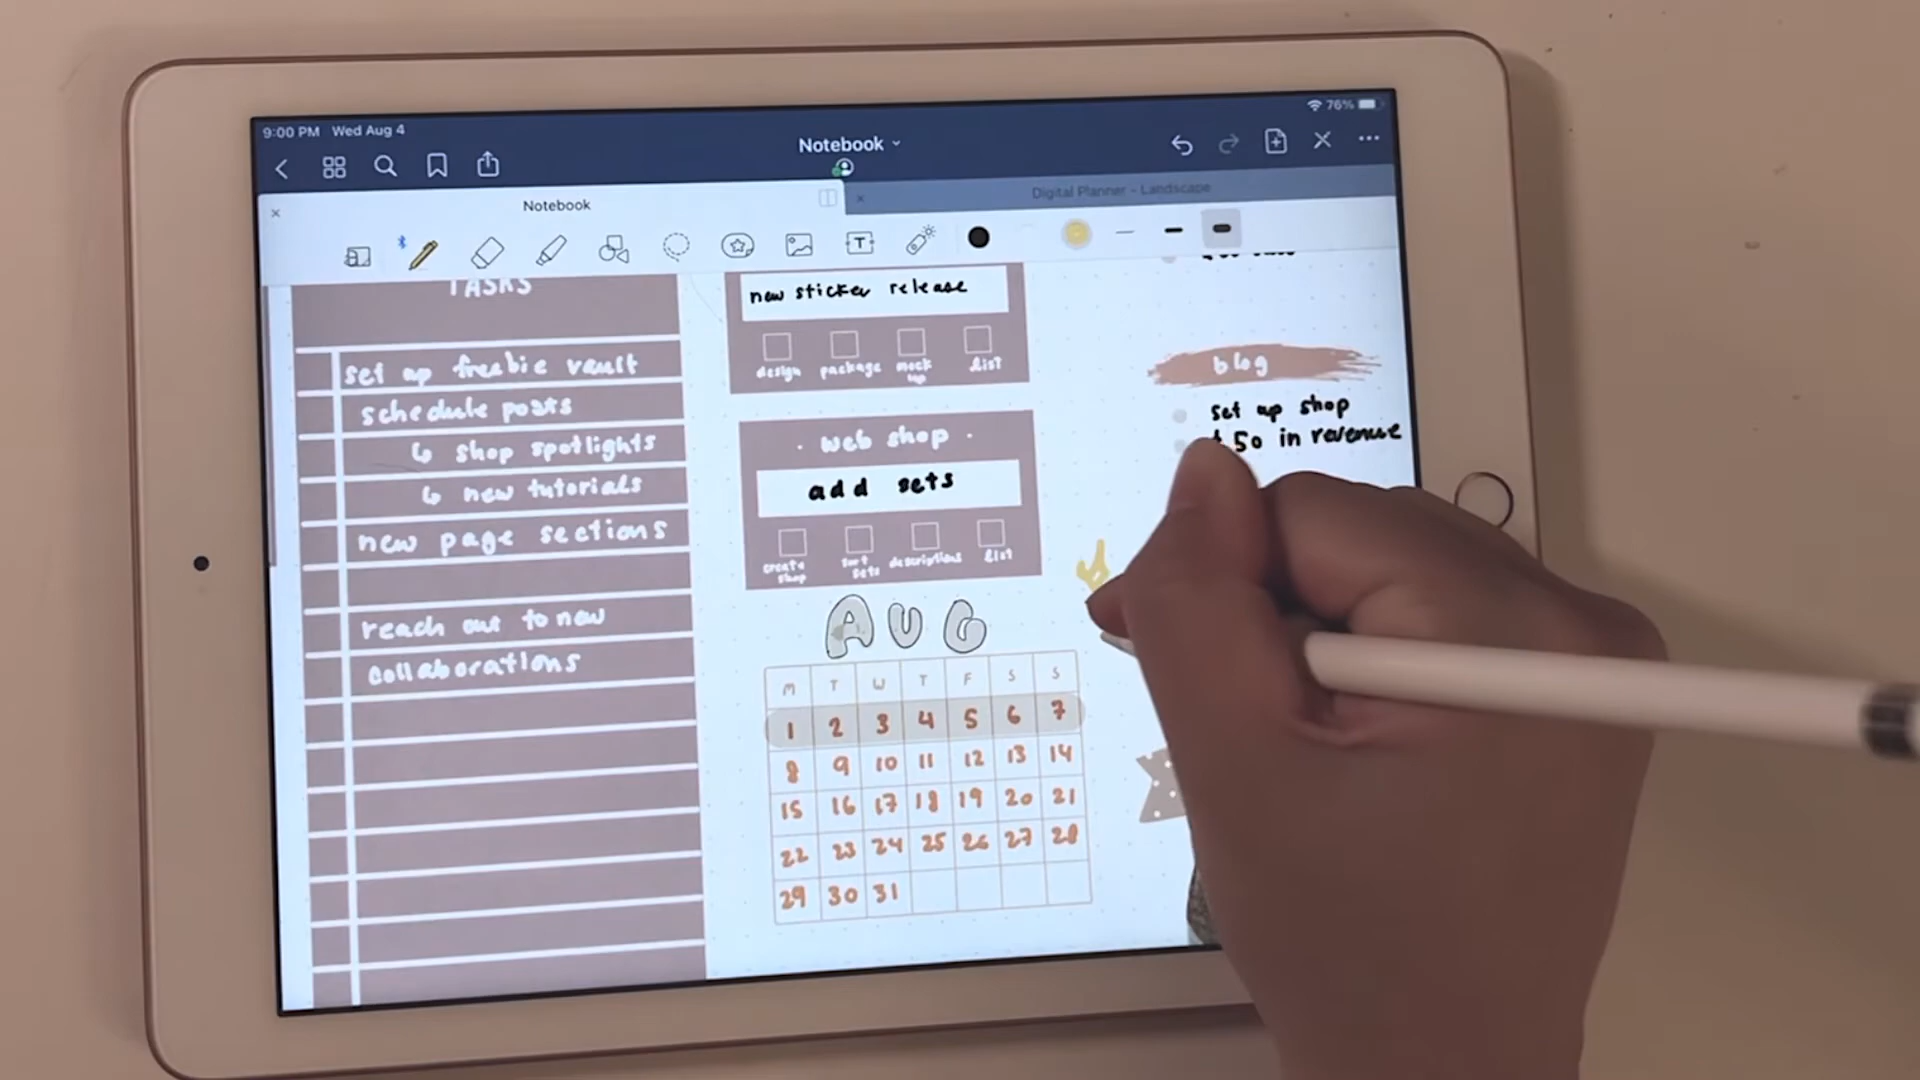 9:00 PM Wed Aug 4
76%
Notebook
Notebook
Digital Planner - Landscape
TASKS
set up freebie vault
schedule posts
↳ shop spotlights
↳ new tutorials
new page sections
reach out to new
collaborations
new sticker release
design package mock up list
· web shop ·
add sets
create shop sort sets descriptions list
AUG
M T W T F S S
1 2 3 4 5 6 7
8 9 10 11 12 13 14
15 16 17 18 19 20 21
22 23 24 25 26 27 28
29 30 31
blog
set up shop
$50 in revenue